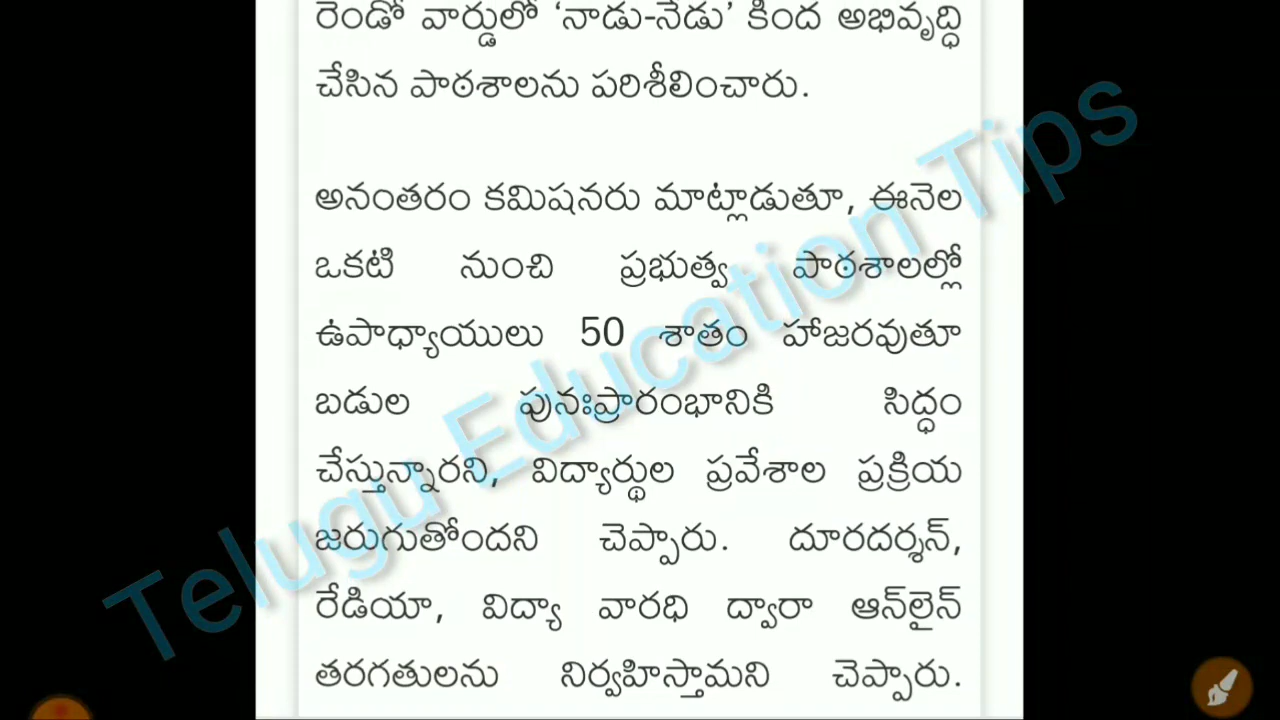 రెండో వార్డులో ‘నాడు-నేడు’ కింద అభివృద్ధి
చేసిన పాఠశాలను పరిశీలించారు.
అనంతరం కమిషనరు మాట్లాడుతూ, ఈనెల
ఒకటి నుంచి ప్రభుత్వ పాఠశాలల్లో
ఉపాధ్యాయులు 50 శాతం హాజరవుతూ
బడుల పునఃప్రారంభానికి సిద్ధం
చేస్తున్నారని, విద్యార్థుల ప్రవేశాల ప్రక్రియ
జరుగుతోందని చెప్పారు. దూరదర్శన్,
రేడియా, విద్యా వారధి ద్వారా ఆన్‌లైన్
తరగతులను నిర్వహిస్తామని చెప్పారు.
Telugu Education Tips